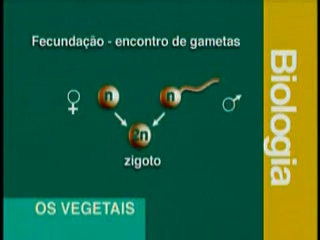 Fecundação - encontro de gametas
n
n
2n
zigoto
Biologia
OS VEGETAIS